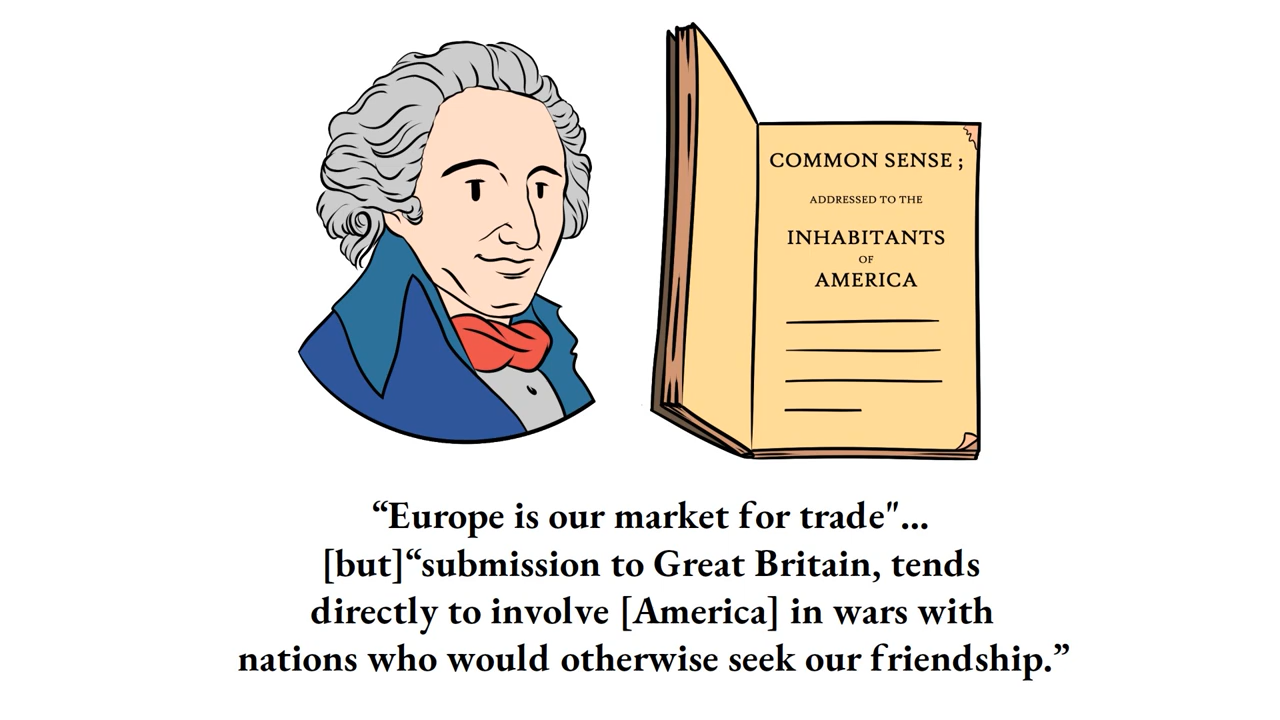 COMMON SENSE ;
ADDRESSED TO THE
INHABITANTS
OF
AMERICA
“Europe is our market for trade"...
[but]“submission to Great Britain, tends
directly to involve [America] in wars with
nations who would otherwise seek our friendship.“